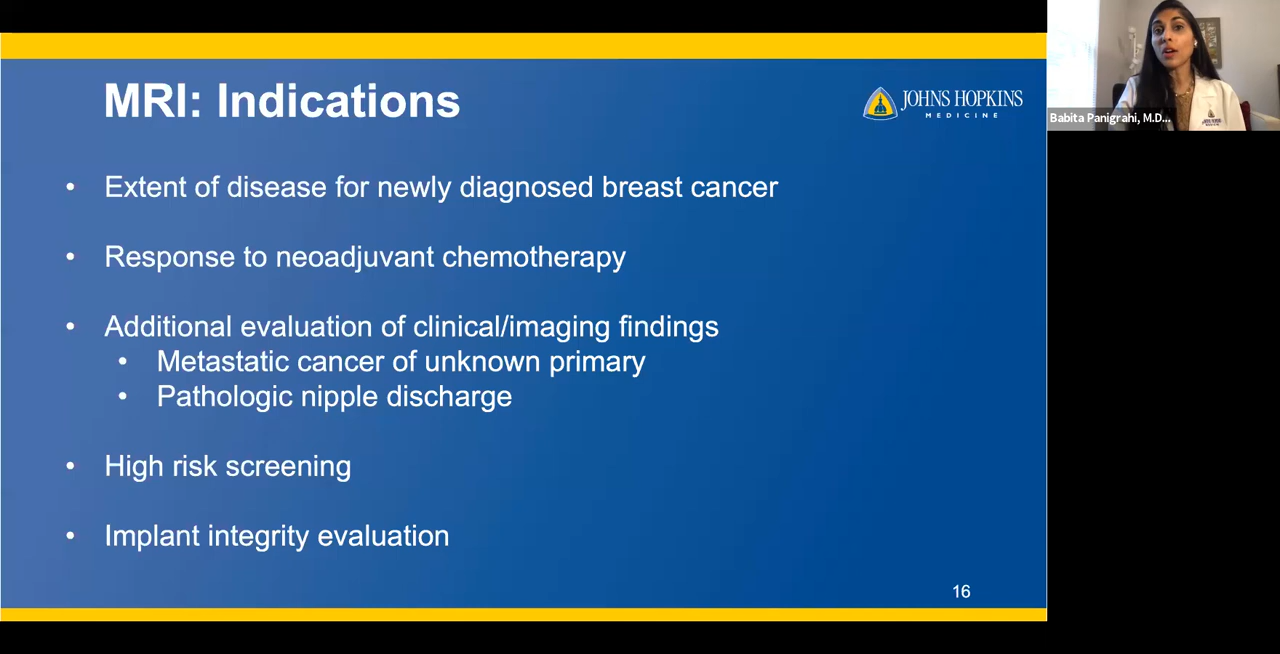 MRI: Indications
JOHNS HOPKINS
MEDICINE
Babita Panigrahi, M.D...
• Extent of disease for newly diagnosed breast cancer
• Response to neoadjuvant chemotherapy
• Additional evaluation of clinical/imaging findings
• Metastatic cancer of unknown primary
• Pathologic nipple discharge
• High risk screening
• Implant integrity evaluation
16